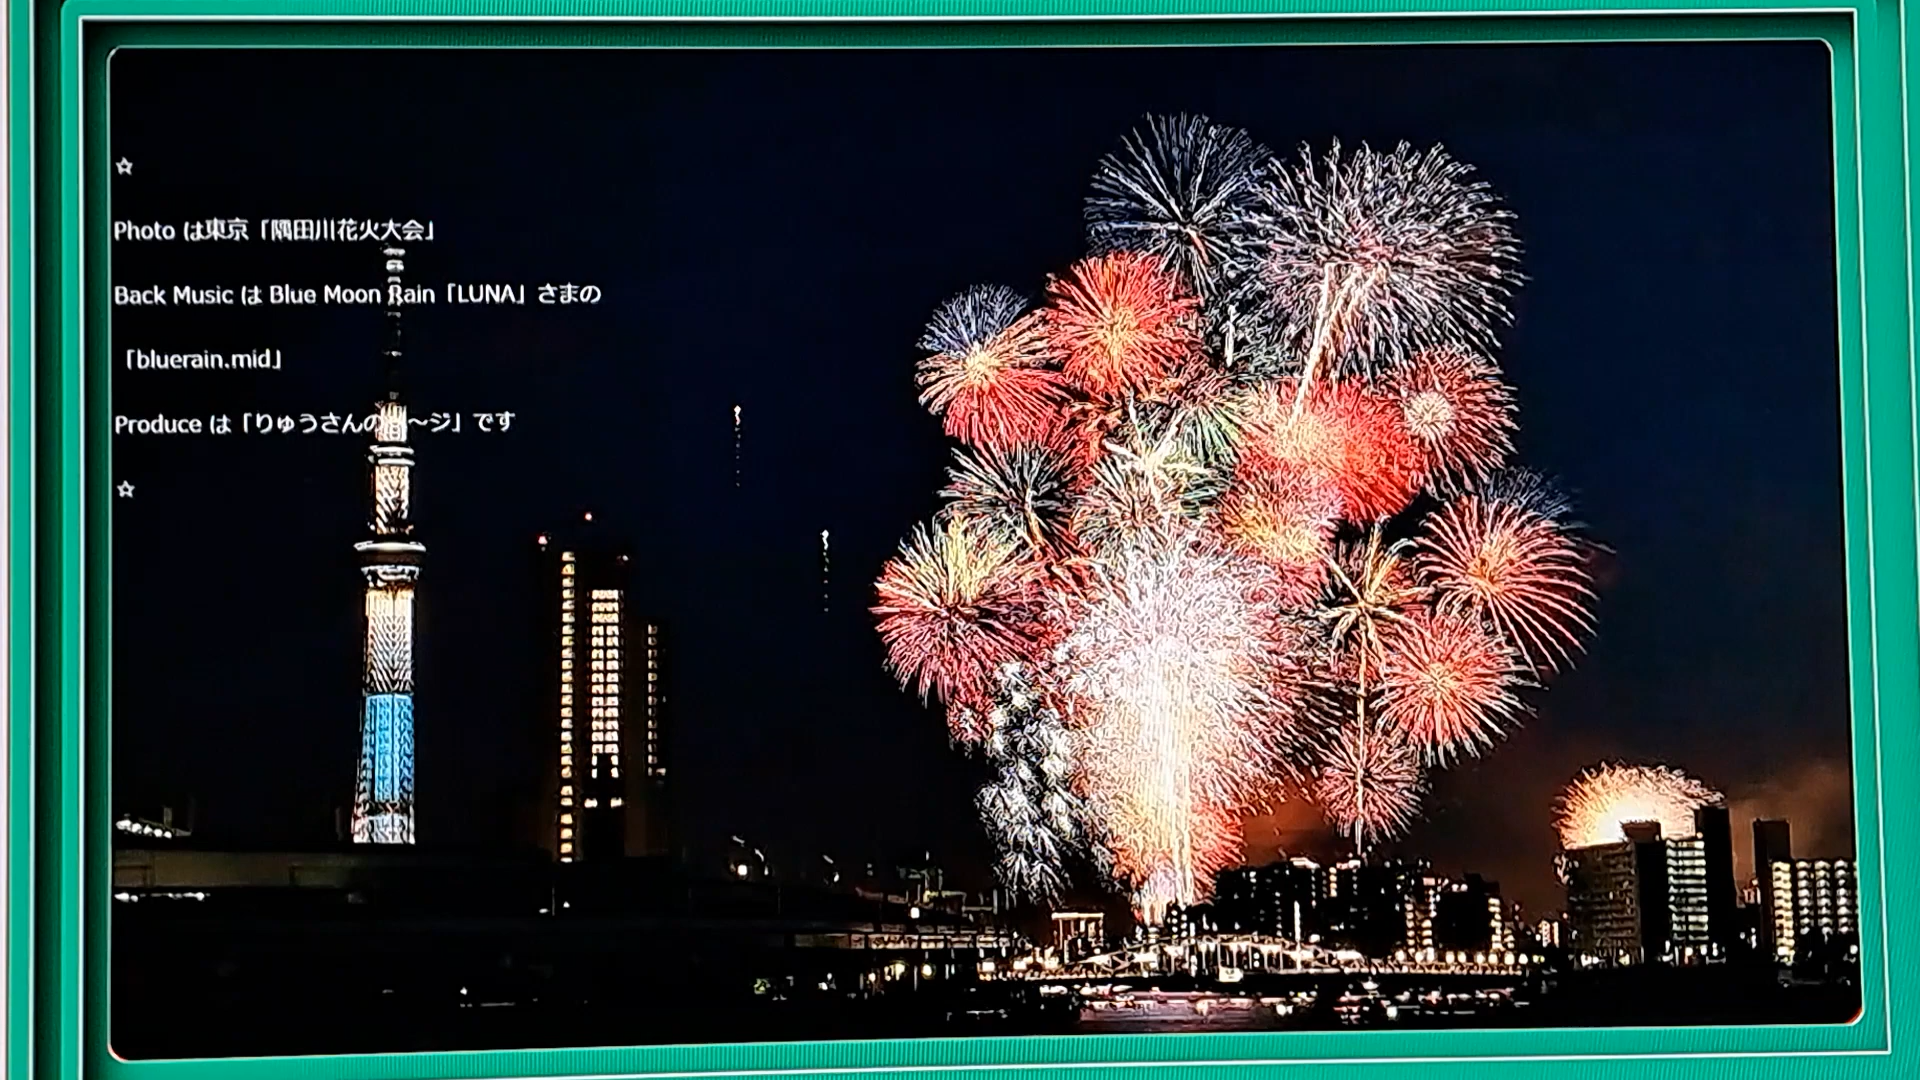 ☆
Photo は東京「隅田川花火大会」
Back Music は Blue Moon Rain「LUNA」さまの
「bluerain.mid」
Produce は「りゅうさんの 〜ジ」です
☆